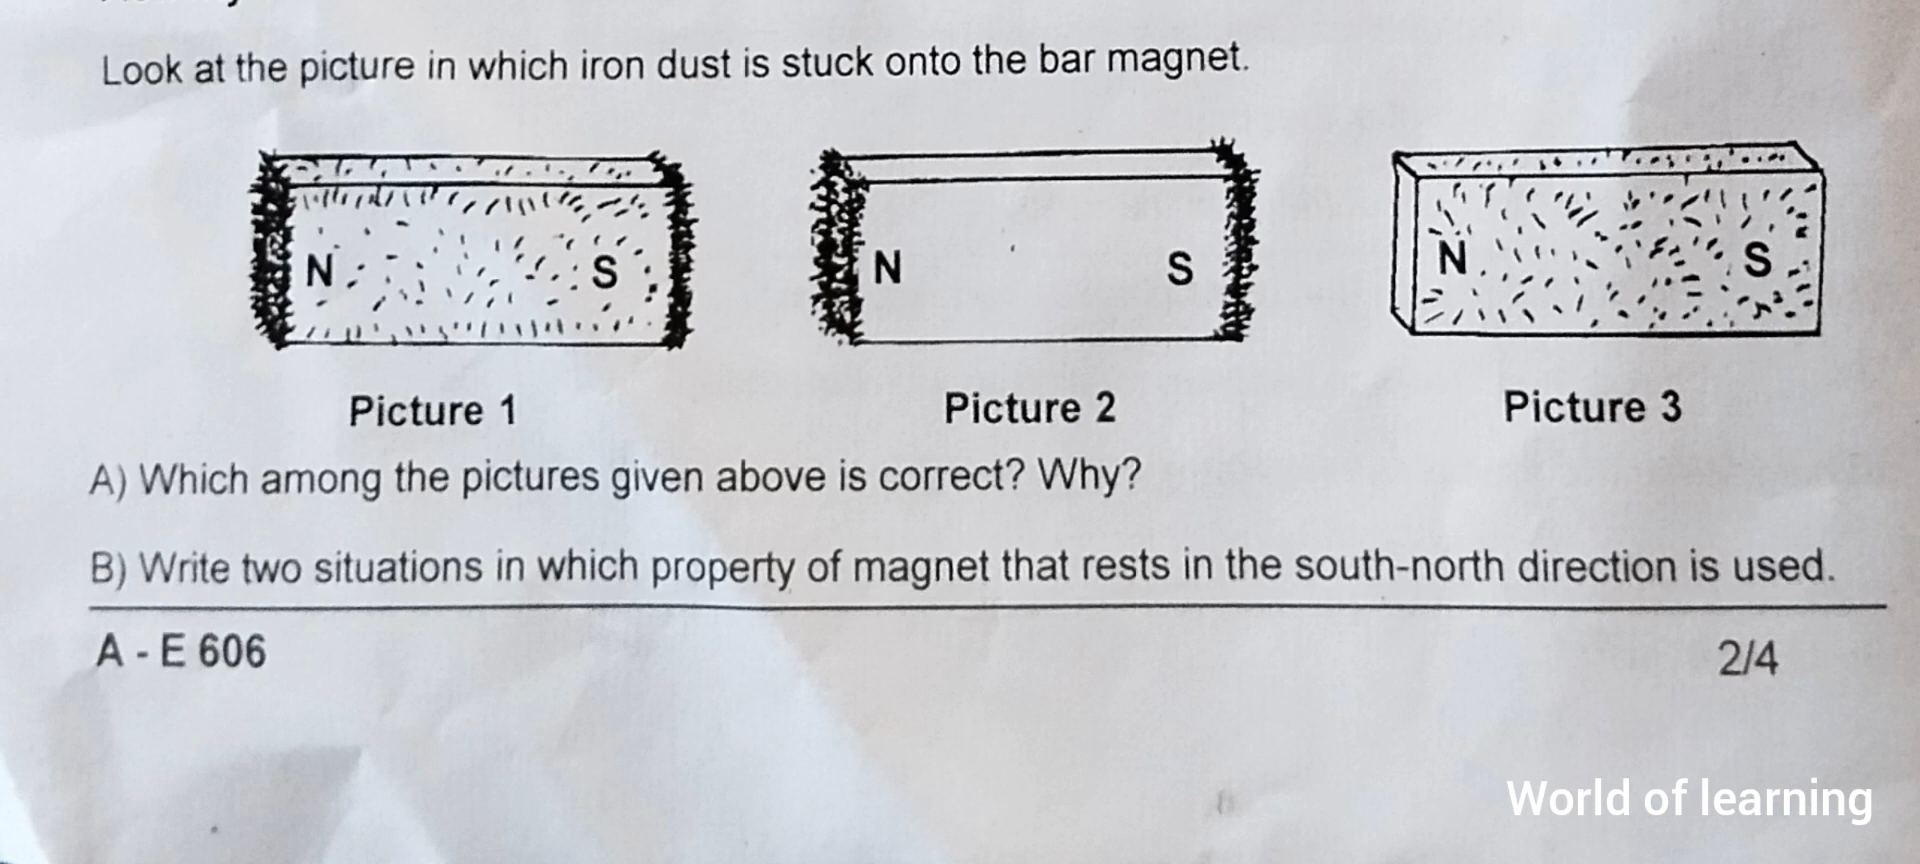 Look at the picture in which iron dust is stuck onto the bar magnet.
N S
N S
N S
Picture 1
Picture 2
Picture 3
A) Which among the pictures given above is correct? Why?
B) Write two situations in which property of magnet that rests in the south-north direction is used.
A - E 606
2/4
World of learning